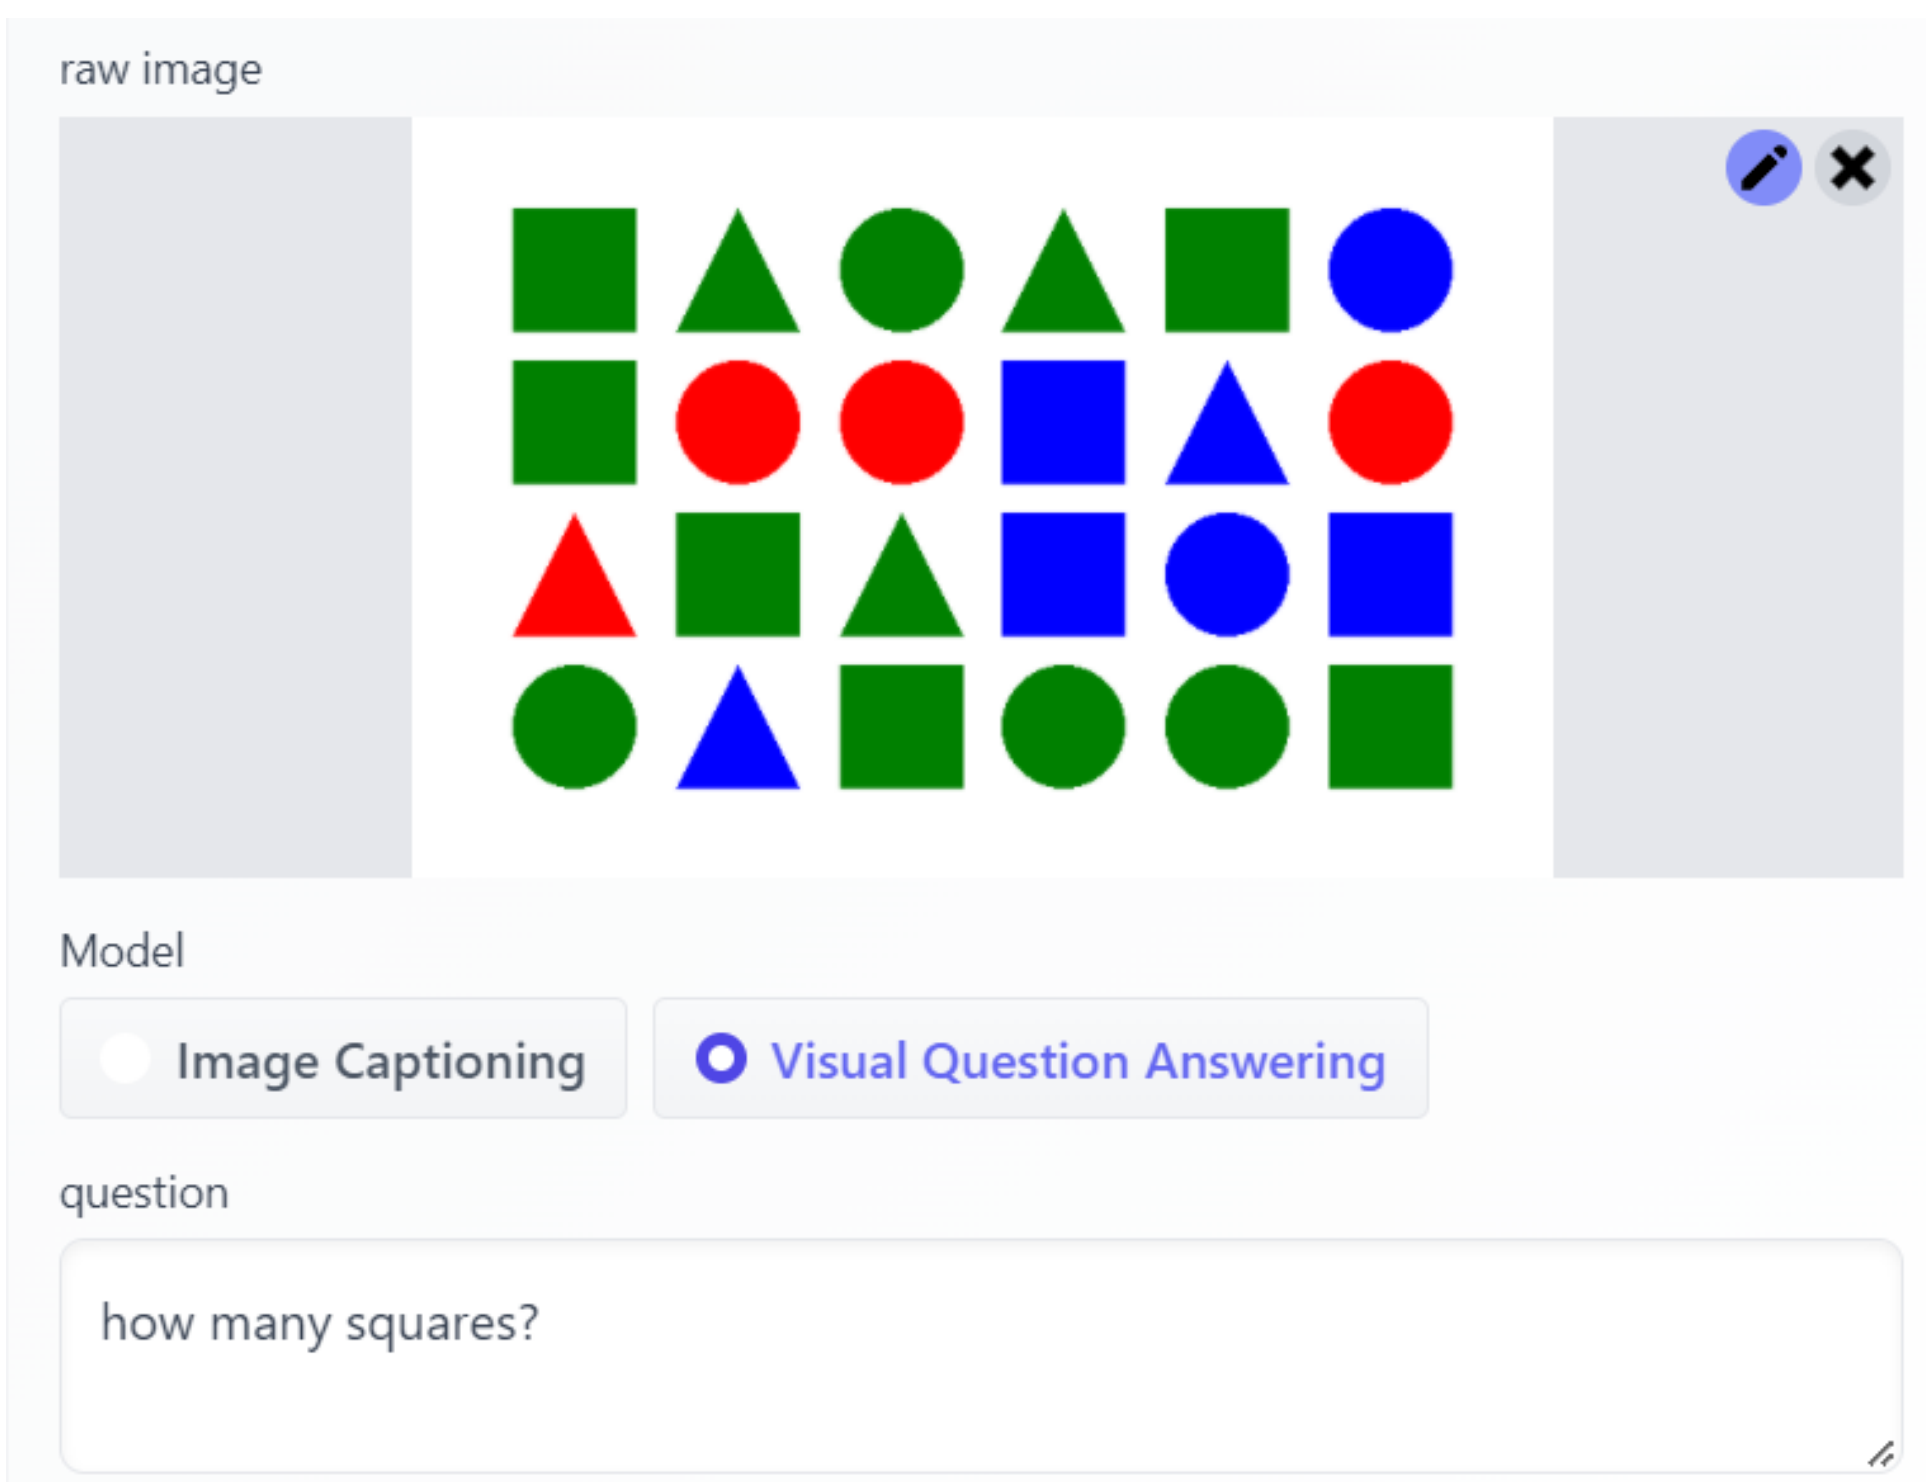 raw image
Model
Image Captioning
Visual Question Answering
question
how many squares?